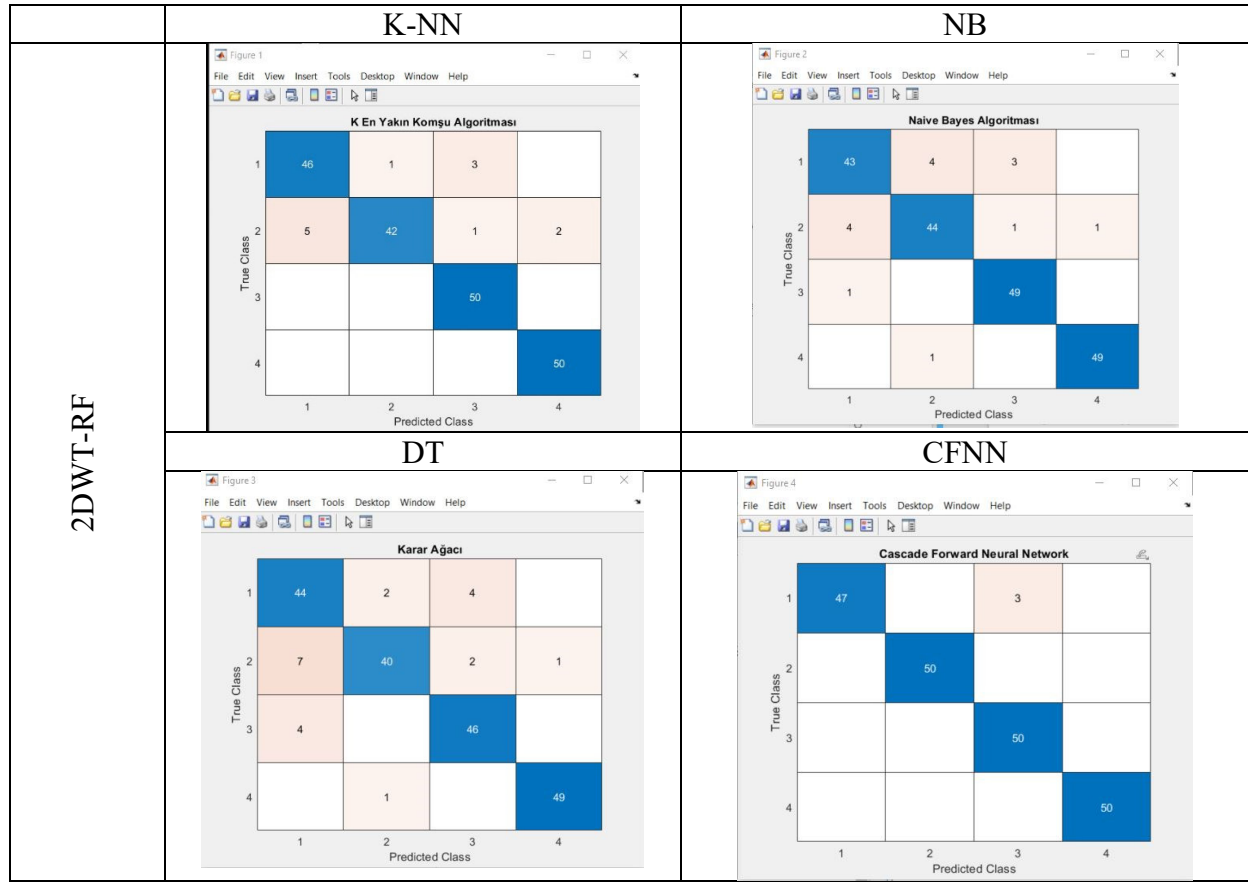 K-NN NB
2DWT-RF
Figure 1
File Edit View Insert Tools Desktop Window Help
K En Yakın Komşu Algoritması
True Class
1 46 1 3
2 5 42 1 2
3 50
4 50
1 2 3 4
Predicted Class
Figure 2
File Edit View Insert Tools Desktop Window Help
Naive Bayes Algoritması
True Class
1 43 4 3
2 4 44 1 1
3 1 49
4 1 49
1 2 3 4
Predicted Class
DT CFNN
Figure 3
File Edit View Insert Tools Desktop Window Help
Karar Ağacı
True Class
1 44 2 4
2 7 40 2 1
3 4 46
4 1 49
1 2 3 4
Predicted Class
Figure 4
File Edit View Insert Tools Desktop Window Help
Cascade Forward Neural Network
True Class
1 47 3
2 50
3 50
4 50
1 2 3 4
Predicted Class